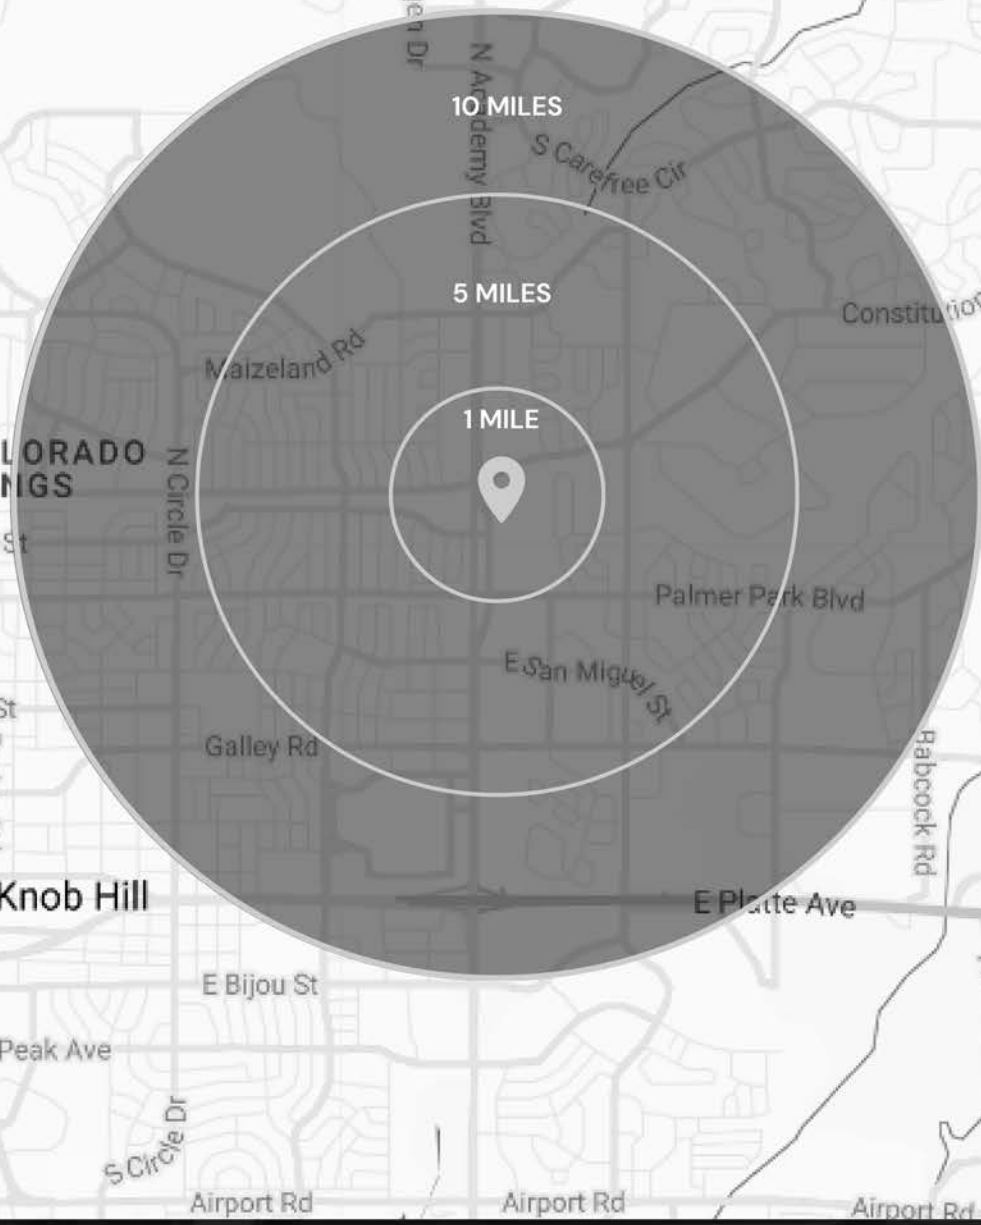 en Dr
N Academy Blvd
10 MILES
S Carefree Cir
5 MILES
Constitution
Maizeland Rd
1 MILE
LORADO
NGS
N Circle Dr
St
Palmer Park Blvd
E San Miguel St
St
Galley Rd
Babcock Rd
Knob Hill
E Platte Ave
E Bijou St
Peak Ave
S Circle Dr
Airport Rd
Airport Rd
Airport Rd